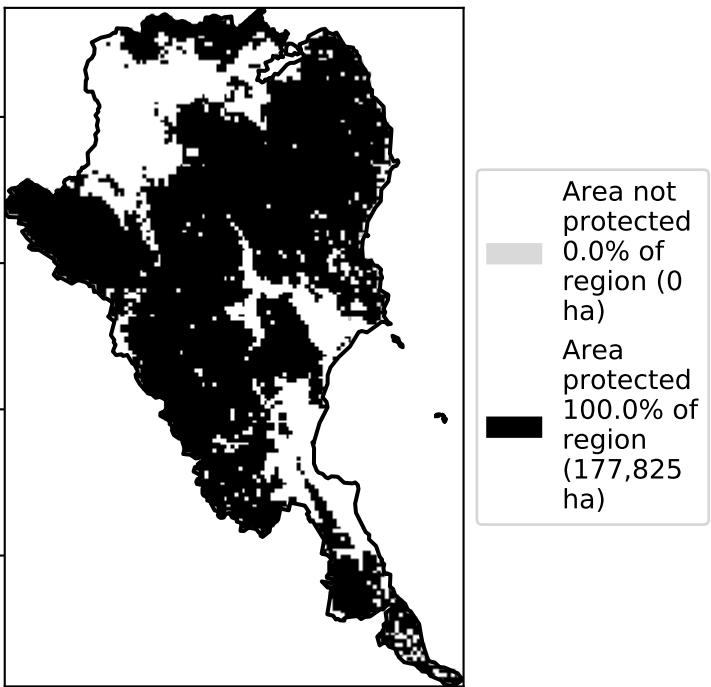 Area not
protected
0.0% of
region (0
ha)
Area
protected
100.0% of
region
(177,825
ha)